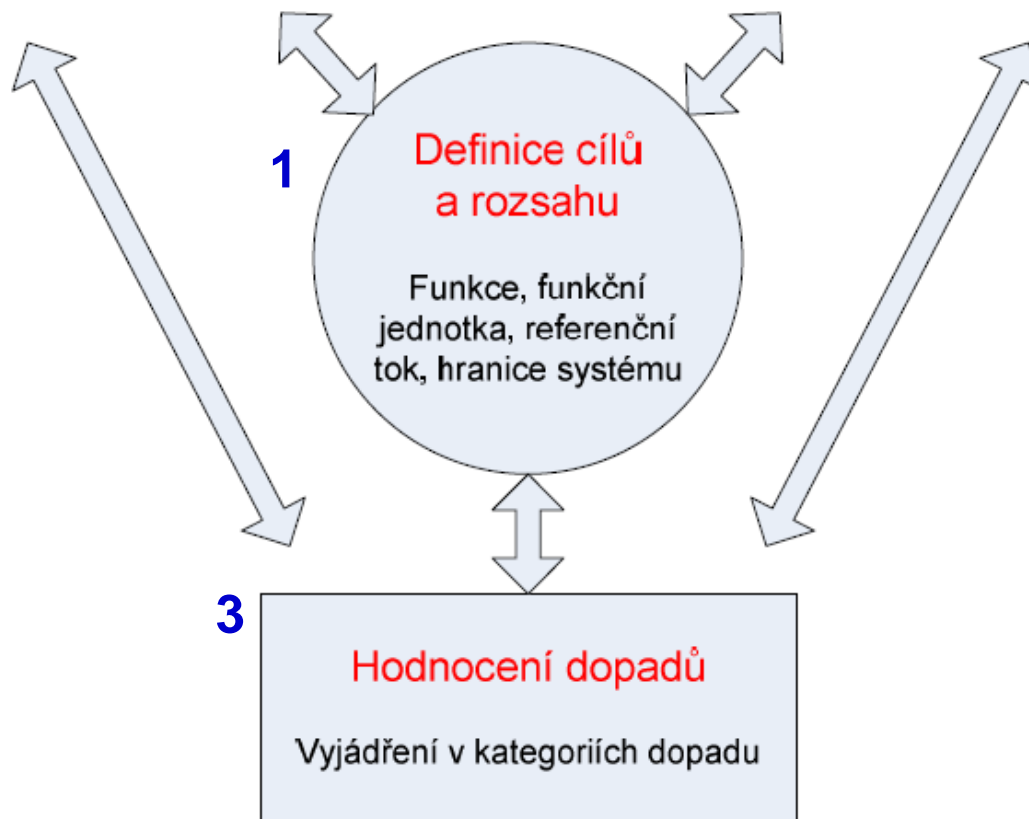 1
Definice cílů
a rozsahu
Funkce, funkční
jednotka, referenční
tok, hranice systému
3
Hodnocení dopadů
Vyjádření v kategoriích dopadu